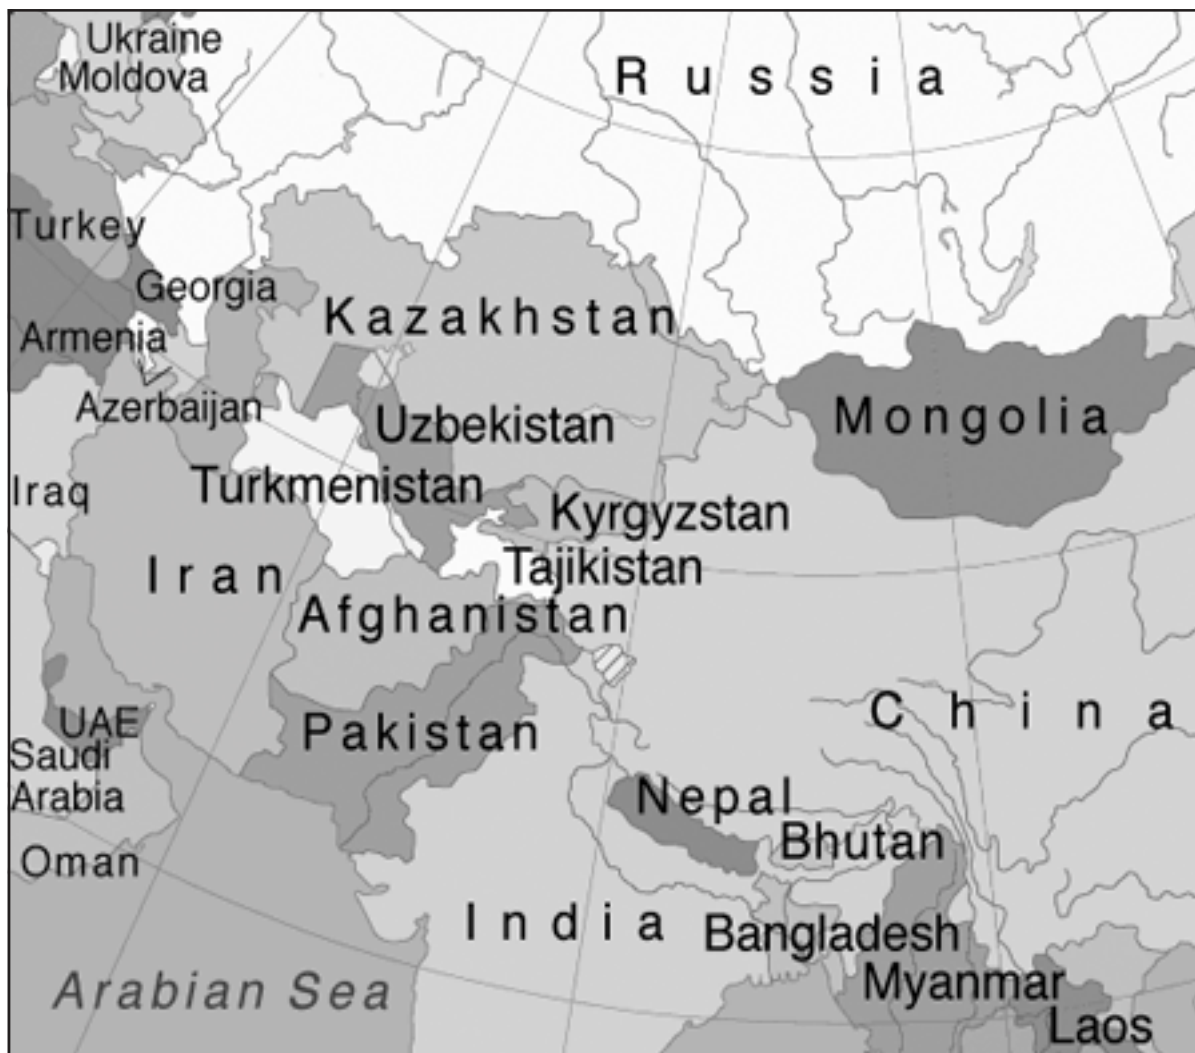 Ukraine
Moldova
Russia
Turkey
Georgia
Kazakhstan
Armenia
Azerbaijan
Uzbekistan
Mongolia
Iraq
Turkmenistan
Kyrgyzstan
Iran
Tajikistan
Afghanistan
China
UAE
Pakistan
Saudi
Arabia
Nepal
Bhutan
Oman
India
Bangladesh
Arabian Sea
Myanmar
Laos